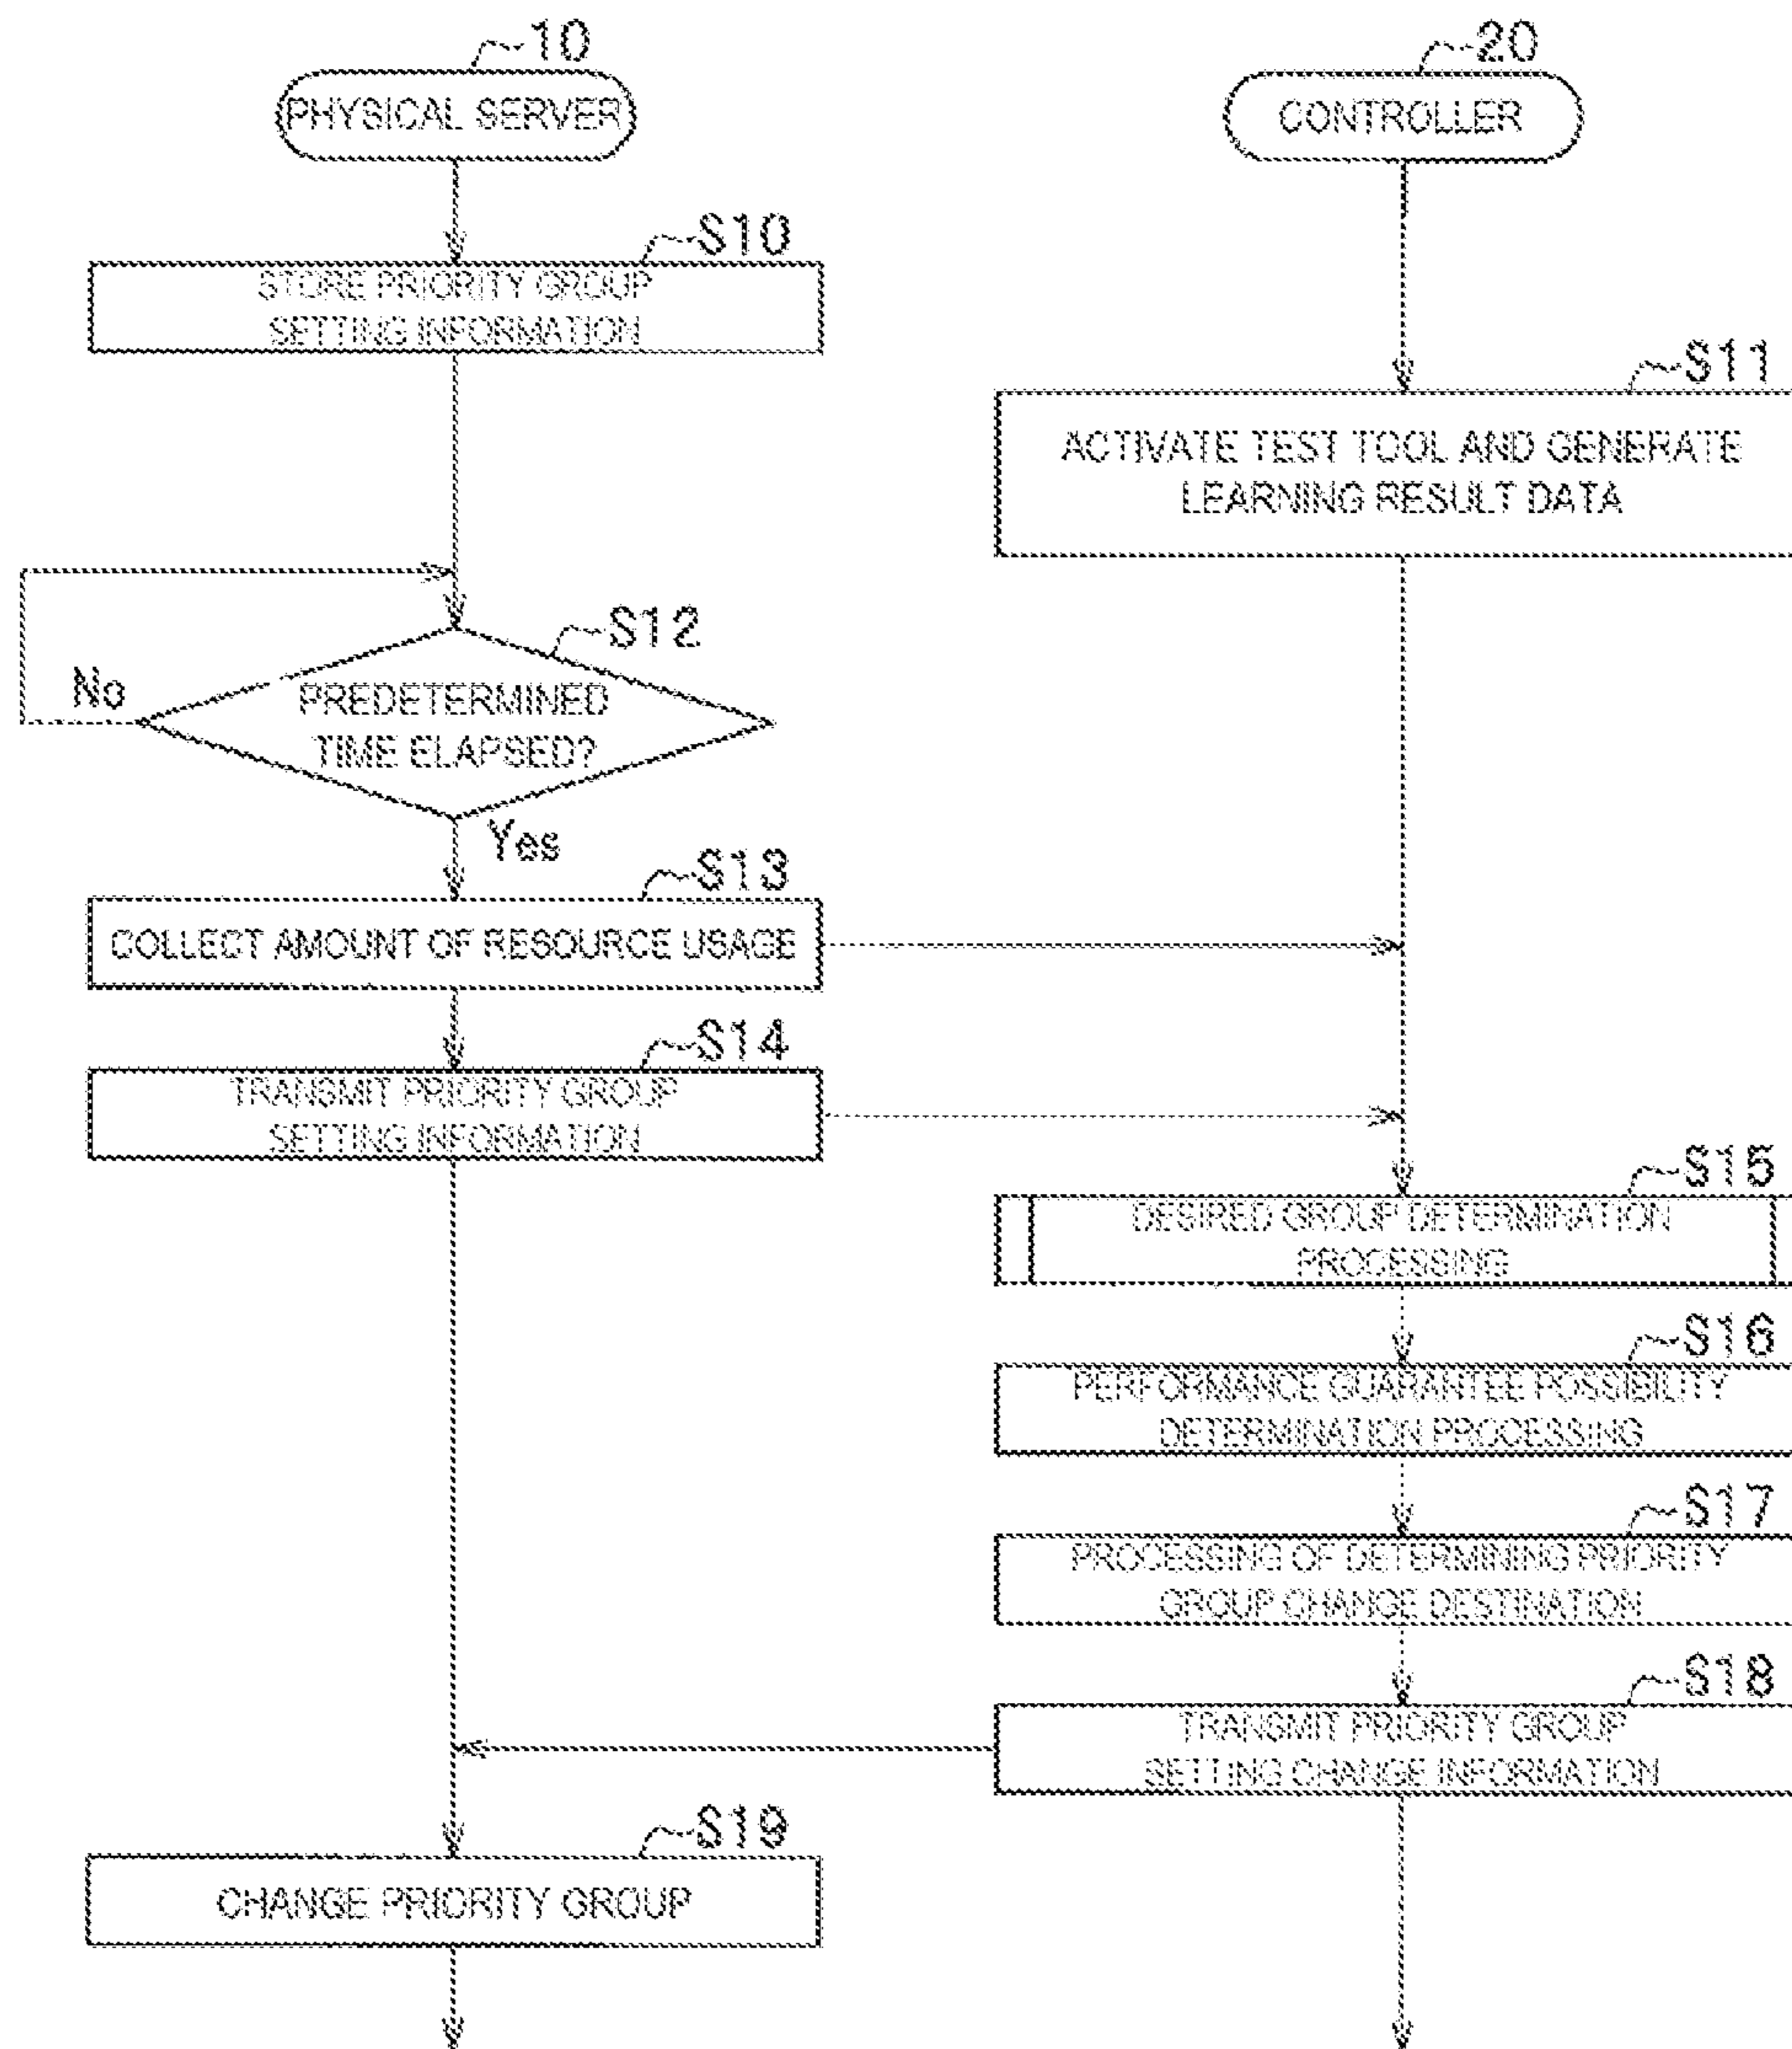 10
PHYSICAL SERVER
20
CONTROLLER
S10
STORE PRIORITY GROUP
SETTING INFORMATION
S11
ACTIVATE TEST TOOL AND GENERATE
LEARNING RESULT DATA
S12
No
PREDETERMINED
TIME ELAPSED?
Yes
S13
COLLECT AMOUNT OF RESOURCE USAGE
S14
TRANSMIT PRIORITY GROUP
SETTING INFORMATION
S15
DESIRED GROUP DETERMINATION
PROCESSING
S16
PERFORMANCE GUARANTEE POSSIBILITY
DETERMINATION PROCESSING
S17
PROCESSING OF DETERMINING PRIORITY
GROUP CHANGE DESTINATION
S18
TRANSMIT PRIORITY GROUP
SETTING CHANGE INFORMATION
S19
CHANGE PRIORITY GROUP